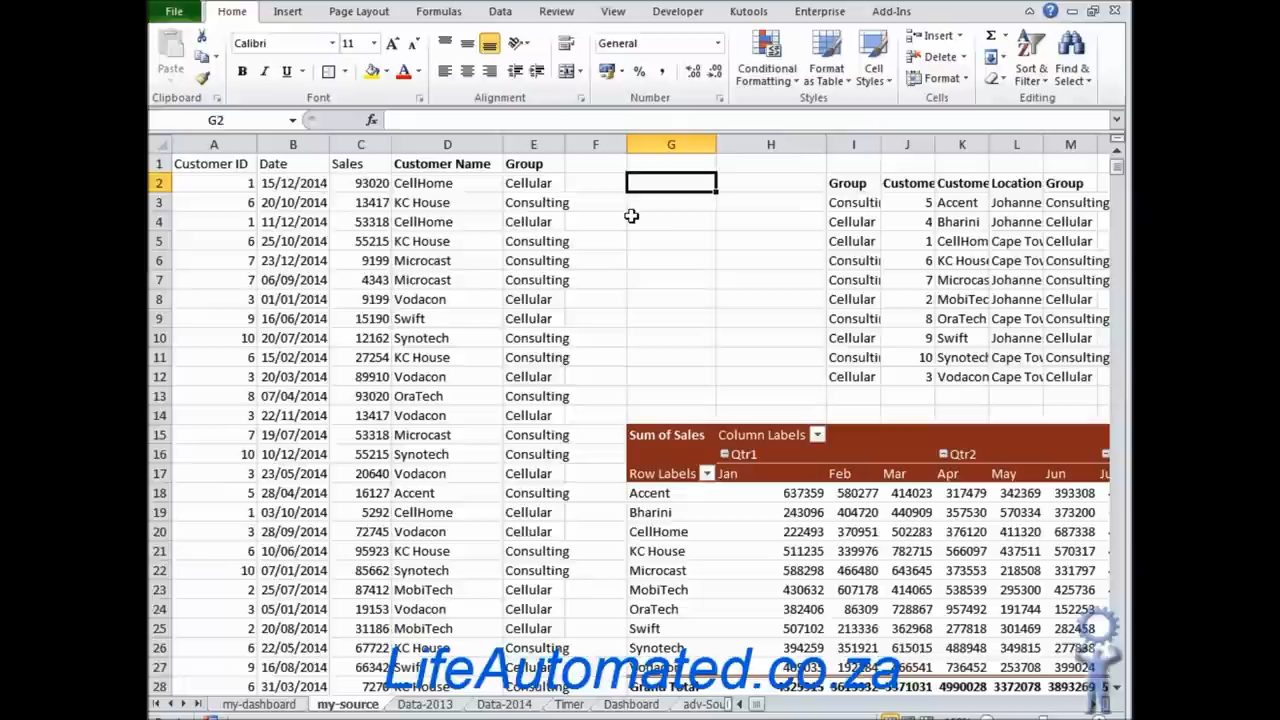 File Home Insert Page Layout Formulas Data Review View Developer Kutools Enterprise Add-Ins
Calibri 11 General Insert
Paste Conditional Formatting Format as Table Cell Styles Delete Sort & Filter Find & Select
Format
Clipboard Font Alignment Number Styles Cells Editing
G2 fx
A B C D E F G H I J K L M
1 Customer ID Date Sales Customer Name Group
2 1 15/12/2014 93020 CellHome Cellular Group Custome Custome Location Group
3 6 20/10/2014 13417 KC House Consulting Consulti 5 Accent Johanne Consulting
4 1 11/12/2014 53318 CellHome Cellular Cellular 4 Bharini Johanne Cellular
5 6 25/10/2014 55215 KC House Consulting Cellular 1 CellHom Cape Tov Cellular
6 7 23/12/2014 9199 Microcast Consulting Consulti 6 KC House Cape Tov Consulting
7 7 06/09/2014 4343 Microcast Consulting Consulti 7 Microcas Johanne Consulting
8 3 01/01/2014 9199 Vodacon Cellular Cellular 2 MobiTec Johanne Cellular
9 9 16/06/2014 15190 Swift Cellular Consulti 8 OraTech Johanne Consulting
10 10 20/07/2014 12162 Synotech Consulting Cellular 9 Swift Johanne Cellular
11 6 15/02/2014 27254 KC House Consulting Consulti 10 Synotech Cape Tov Consulting
12 3 20/03/2014 89910 Vodacon Cellular Cellular 3 Vodacon Cape Tov Cellular
13 8 07/04/2014 93020 OraTech Consulting
14 3 22/11/2014 13417 Vodacon Cellular
15 7 19/07/2014 53318 Microcast Consulting Sum of Sales Column Labels
16 10 10/12/2014 55215 Synotech Consulting Qtr1 Qtr2
17 3 23/05/2014 20640 Vodacon Cellular Row Labels Jan Feb Mar Apr May Jun
18 5 28/04/2014 16127 Accent Consulting Accent 637359 580277 414023 317479 342369 393308
19 1 03/10/2014 5292 CellHome Cellular Bharini 243096 404720 440909 357530 570334 373200
20 3 28/09/2014 72745 Vodacon Cellular CellHome 222493 370951 502283 376120 411320 687338
21 6 10/06/2014 95923 KC House Consulting KC House 511235 339976 782715 566097 437511 570317
22 10 07/01/2014 85662 Synotech Consulting Microcast 588298 466480 643645 373553 218508 331797
23 2 25/07/2014 87412 MobiTech Cellular MobiTech 430632 607178 414065 538539 295300 425736
24 3 05/01/2014 19153 Vodacon Cellular OraTech 382406 86309 728867 957492 191744 152253
25 2 20/08/2014 31186 MobiTech Cellular Swift 507102 213336 362968 277818 301469 282458
26 6 22/05/2014 67722 KC House Consulting Synotech 394259 351921 615015 488948 349815
27 9 16/08/2014 66342 Swift Cellular 736452 253708 399024
28 6 31/03/2014 KC House Consulting Grand Total 4990028 3372078 3893269
LifeAutomated.co.za
my-dashboard my-source Data-2013 Data-2014 Timer Dashboard adv-Sou